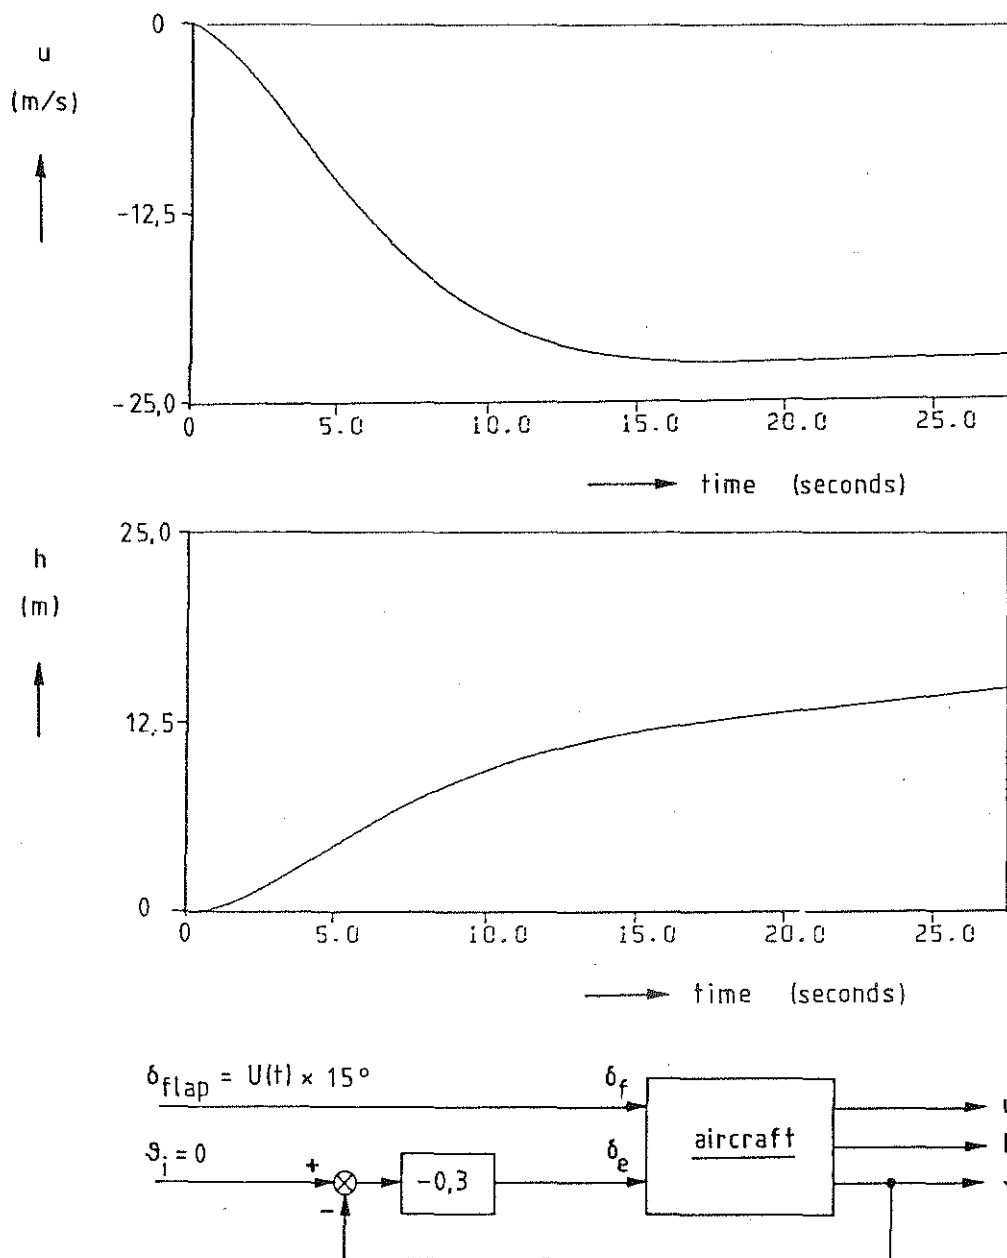 0
u
(m/s)
-12,5
-25,0
0 5.0 10.0 15.0 20.0 25.0
time (seconds)
25,0
h
(m)
12,5
0
0 5.0 10.0 15.0 20.0 25.0
time (seconds)
δflap = U(t) × 15° δf
aircraft
ϑi = 0 + -0,3 δe
-